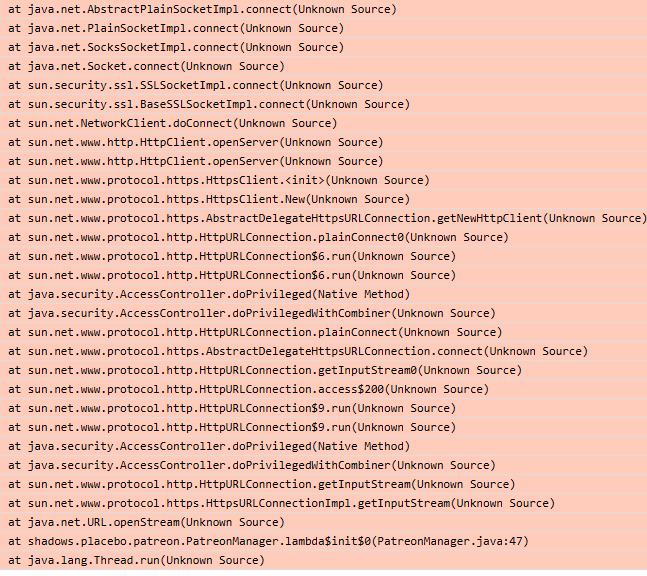 at java.net.AbstractPlainSocketImpl.connect(Unknown Source)
at java.net.PlainSocketImpl.connect(Unknown Source)
at java.net.SocksSocketImpl.connect(Unknown Source)
at java.net.Socket.connect(Unknown Source)
at sun.security.ssl.SSLSocketImpl.connect(Unknown Source)
at sun.security.ssl.BaseSSLSocketImpl.connect(Unknown Source)
at sun.net.NetworkClient.doConnect(Unknown Source)
at sun.net.www.http.HttpClient.openServer(Unknown Source)
at sun.net.www.http.HttpClient.openServer(Unknown Source)
at sun.net.www.protocol.https.HttpsClient.<init>(Unknown Source)
at sun.net.www.protocol.https.HttpsClient.New(Unknown Source)
at sun.net.www.protocol.https.AbstractDelegateHttpsURLConnection.getNewHttpClient(Unknown Source)
at sun.net.www.protocol.http.HttpURLConnection.plainConnect0(Unknown Source)
at sun.net.www.protocol.http.HttpURLConnection$6.run(Unknown Source)
at sun.net.www.protocol.http.HttpURLConnection$6.run(Unknown Source)
at java.security.AccessController.doPrivileged(Native Method)
at java.security.AccessController.doPrivilegedWithCombiner(Unknown Source)
at sun.net.www.protocol.http.HttpURLConnection.plainConnect(Unknown Source)
at sun.net.www.protocol.https.AbstractDelegateHttpsURLConnection.connect(Unknown Source)
at sun.net.www.protocol.http.HttpURLConnection.getInputStream0(Unknown Source)
at sun.net.www.protocol.http.HttpURLConnection.access$200(Unknown Source)
at sun.net.www.protocol.http.HttpURLConnection$9.run(Unknown Source)
at sun.net.www.protocol.http.HttpURLConnection$9.run(Unknown Source)
at java.security.AccessController.doPrivileged(Native Method)
at java.security.AccessController.doPrivilegedWithCombiner(Unknown Source)
at sun.net.www.protocol.http.HttpURLConnection.getInputStream(Unknown Source)
at sun.net.www.protocol.https.HttpsURLConnectionImpl.getInputStream(Unknown Source)
at java.net.URL.openStream(Unknown Source)
at shadows.placebo.patreon.PatreonManager.lambda$init$0(PatreonManager.java:47)
at java.lang.Thread.run(Unknown Source)